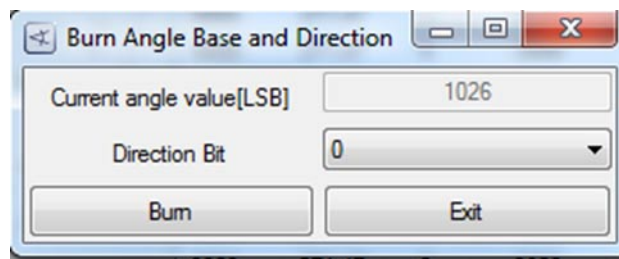 Burn Angle Base and Direction
Current angle value[LSB] 1026
Direction Bit 0
Burn Exit